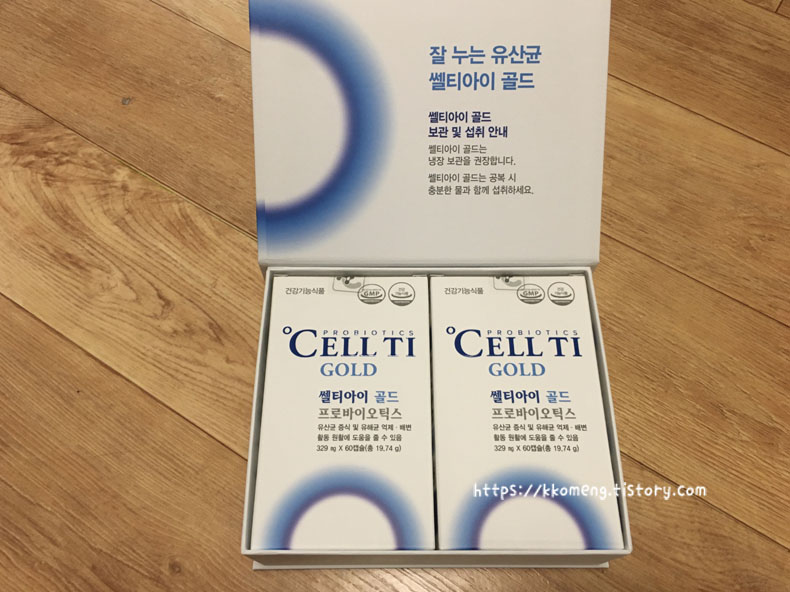 잘 누는 유산균
쎌티아이 골드
쎌티아이 골드
보관 및 섭취 안내
쎌티아이 골드는
냉장 보관을 권장합니다.
쎌티아이 골드는 공복 시
충분한 물과 함께 섭취하세요.
건강기능식품
GMP
PROBIOTICS
CELL TI
GOLD
쎌티아이 골드
프로바이오틱스
유산균 증식 및 유해균 억제·배변
활동 원활에 도움을 줄 수 있음
329 mg X 60캡슐(총 19.74 g)
건강기능식품
GMP
PROBIOTICS
CELL TI
GOLD
쎌티아이 골드
프로바이오틱스
유산균 증식 및 유해균 억제·배변
활동 원활에 도움을 줄 수 있음
329 mg X 60캡슐(총 19.74 g)
https://kkomeng.tistory.com